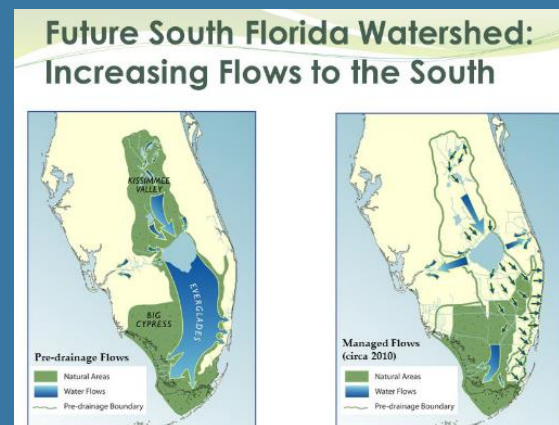 Future South Florida Watershed:
Increasing Flows to the South
KISSIMMEE
VALLEY
EVERGLADES
BIG
CYPRESS
Pre-drainage Flows
Natural Areas
Water Flows
Pre-drainage Boundary
Managed Flows
(circa 2010)
Natural Areas
Water Flows
Pre-drainage Boundary